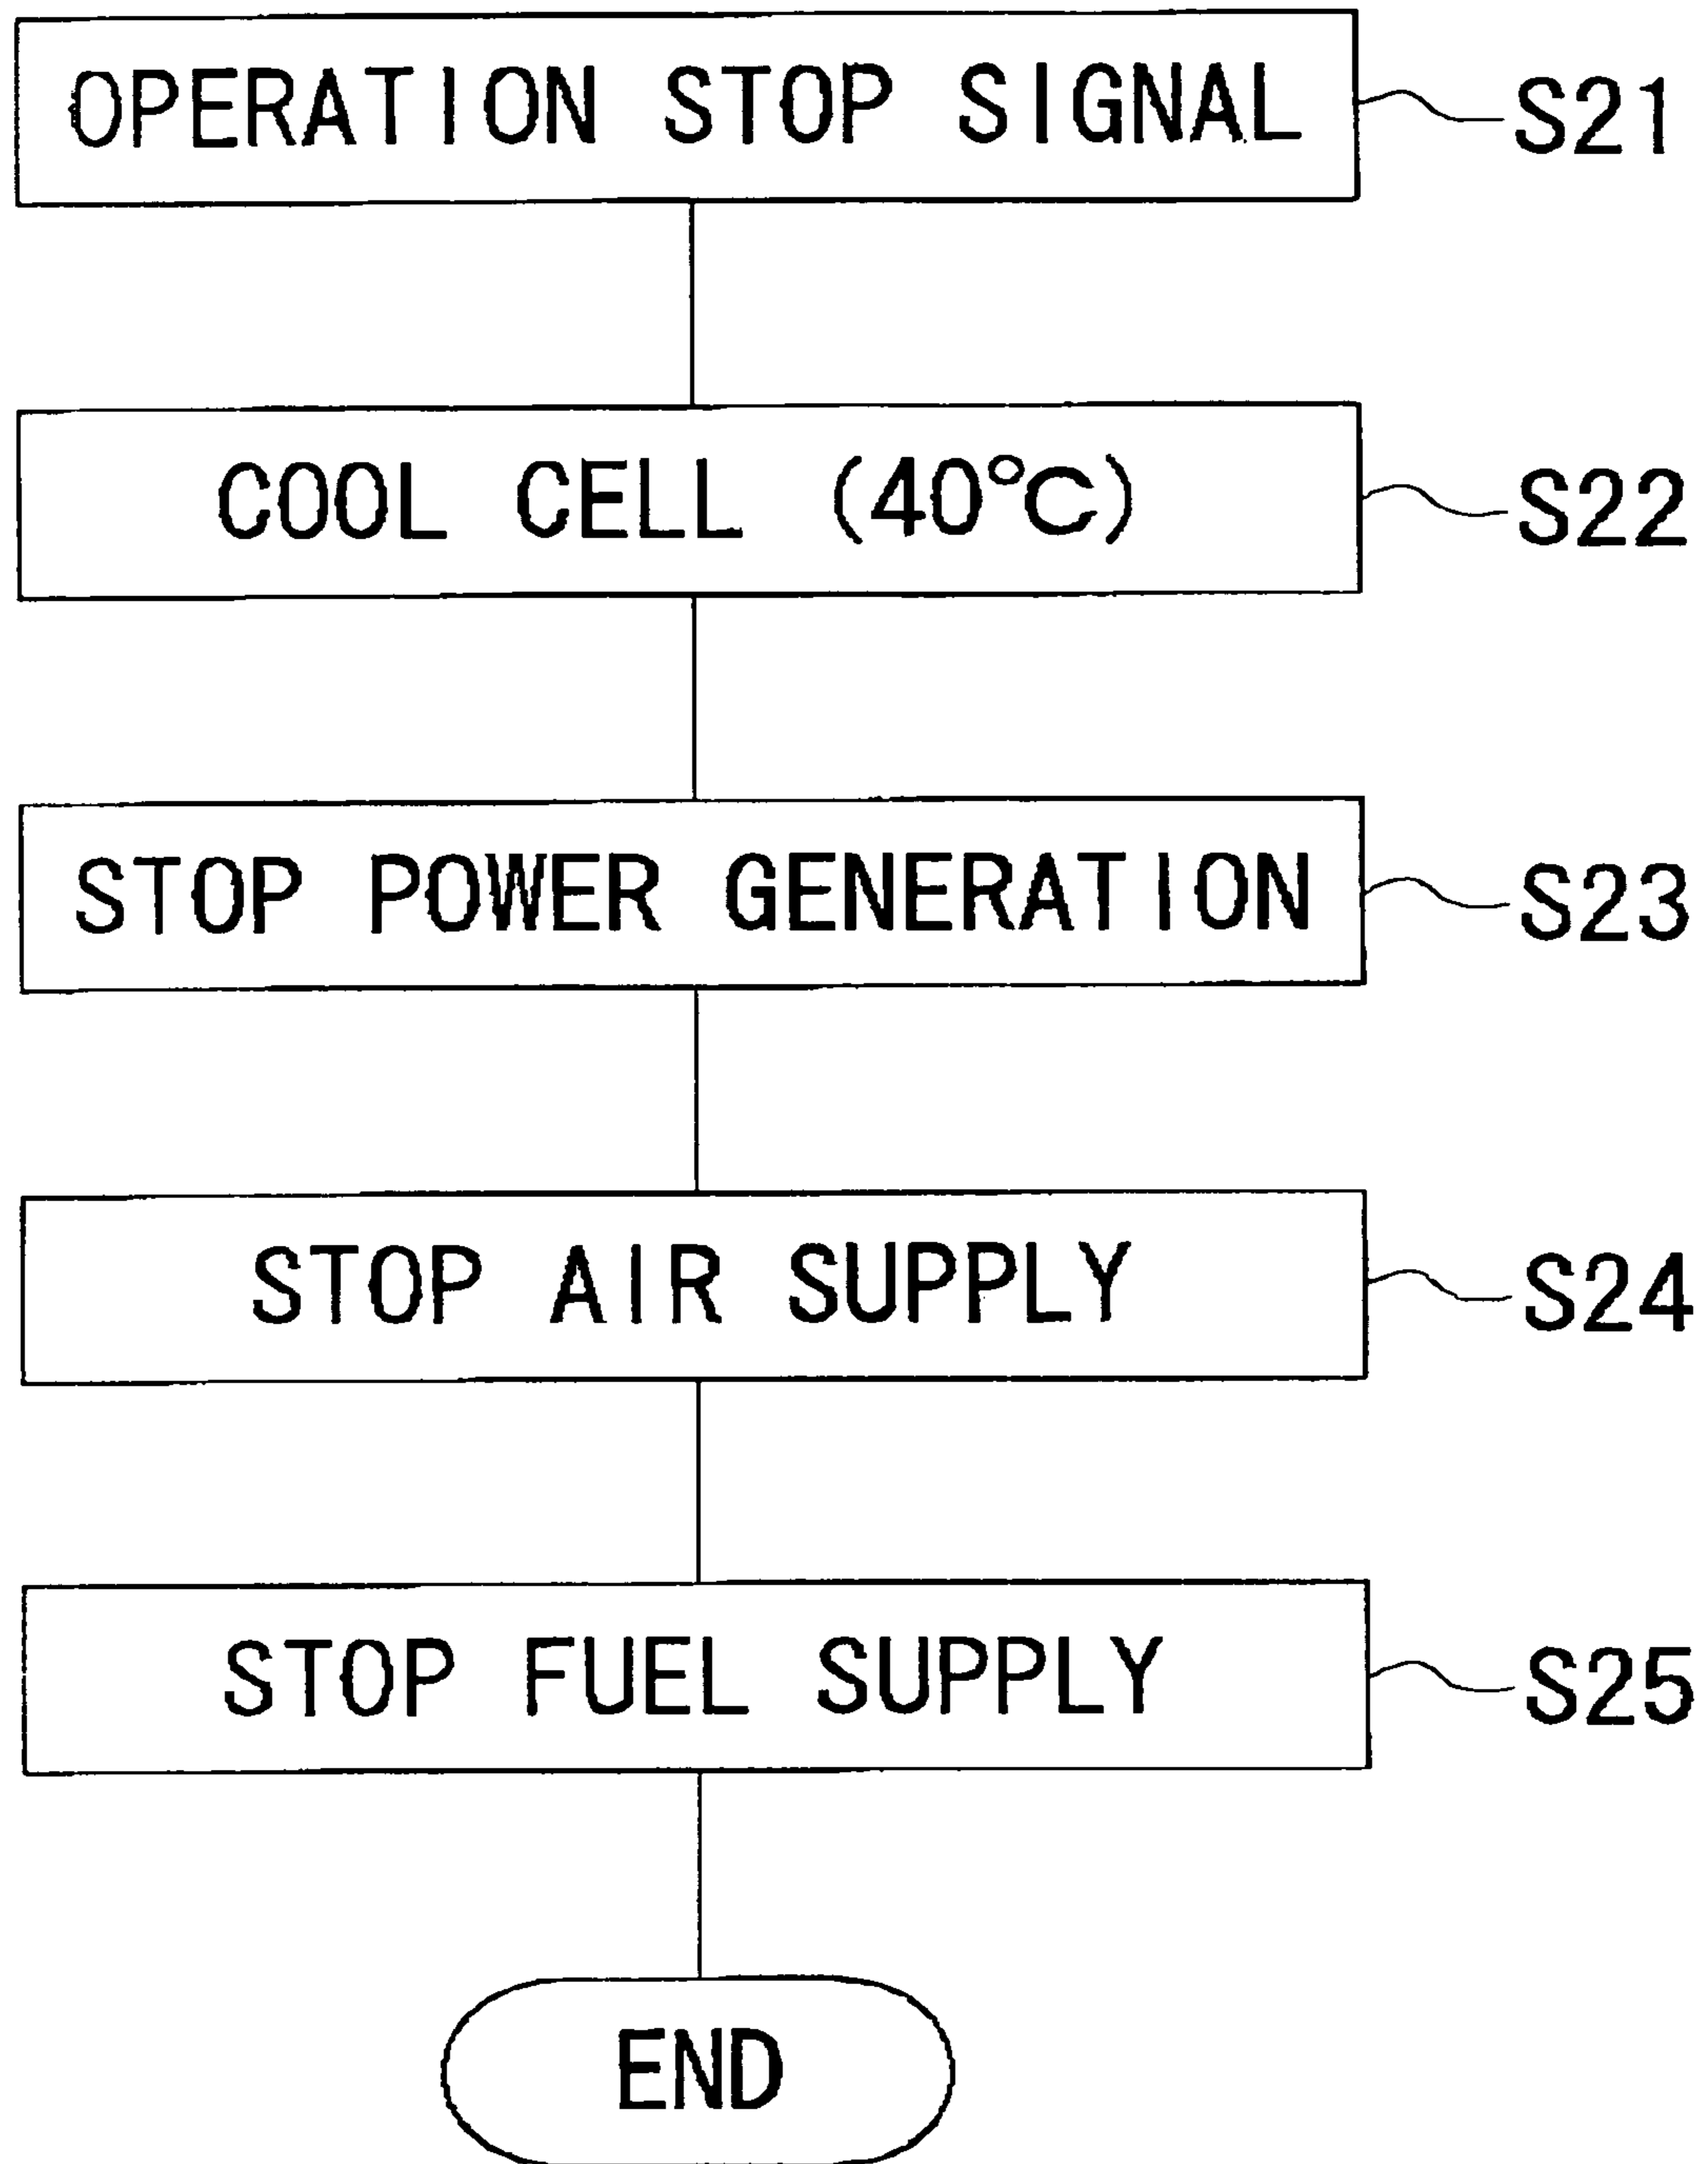 OPERATION STOP SIGNAL S21
COOL CELL (40℃) S22
STOP POWER GENERATION S23
STOP AIR SUPPLY S24
STOP FUEL SUPPLY S25
END